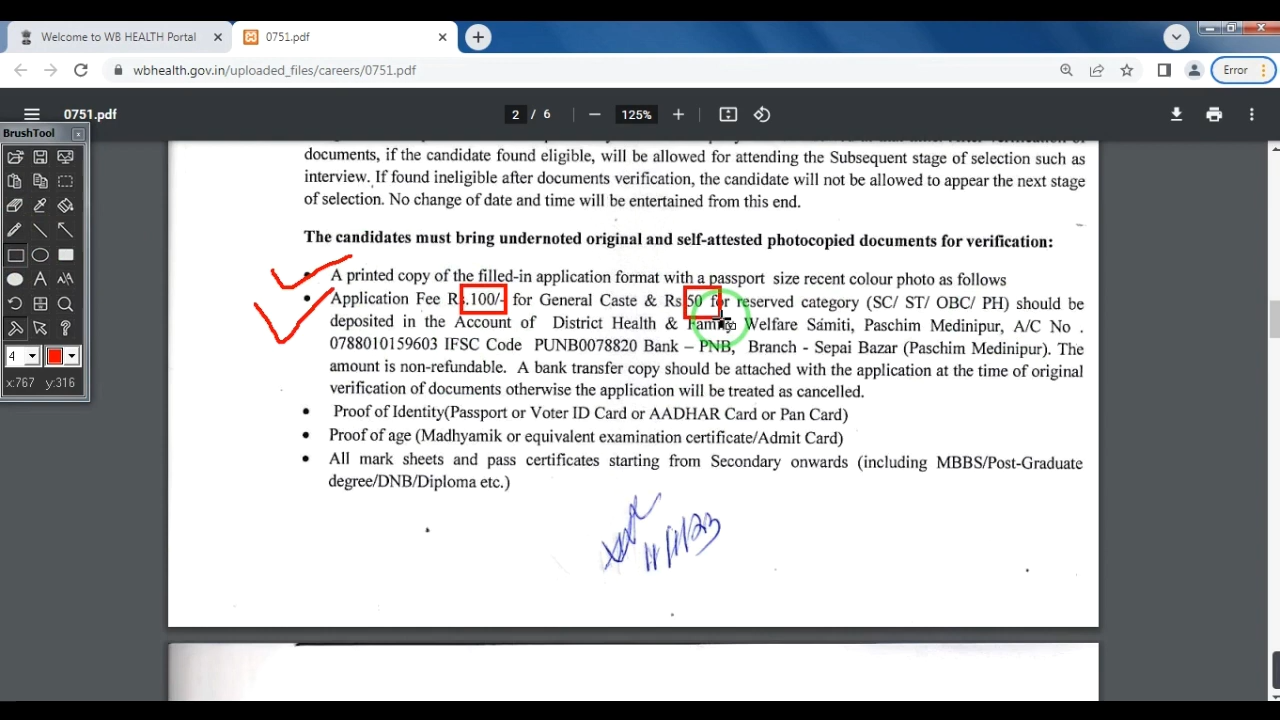 Welcome to WB HEALTH Portal
0751.pdf
wbhealth.gov.in/uploaded_files/careers/0751.pdf
Error
0751.pdf
2 / 6
125%
BrushTool
documents, if the candidate found eligible, will be allowed for attending the Subsequent stage of selection such as
interview. If found ineligible after documents verification, the candidate will not be allowed to appear the next stage
of selection. No change of date and time will be entertained from this end.
The candidates must bring undernoted original and self-attested photocopied documents for verification:
• A printed copy of the filled-in application format with a passport size recent colour photo as follows
• Application Fee Rs.100/- for General Caste & Rs 50 for reserved category (SC/ ST/ OBC/ PH) should be
deposited in the Account of District Health & Family Welfare Samiti, Paschim Medinipur, A/C No .
0788010159603 IFSC Code PUNB0078820 Bank – PNB, Branch - Sepai Bazar (Paschim Medinipur). The
amount is non-refundable. A bank transfer copy should be attached with the application at the time of original
verification of documents otherwise the application will be treated as cancelled.
• Proof of Identity(Passport or Voter ID Card or AADHAR Card or Pan Card)
• Proof of age (Madhyamik or equivalent examination certificate/Admit Card)
• All mark sheets and pass certificates starting from Secondary onwards (including MBBS/Post-Graduate
degree/DNB/Diploma etc.)
4
x:767 y:316